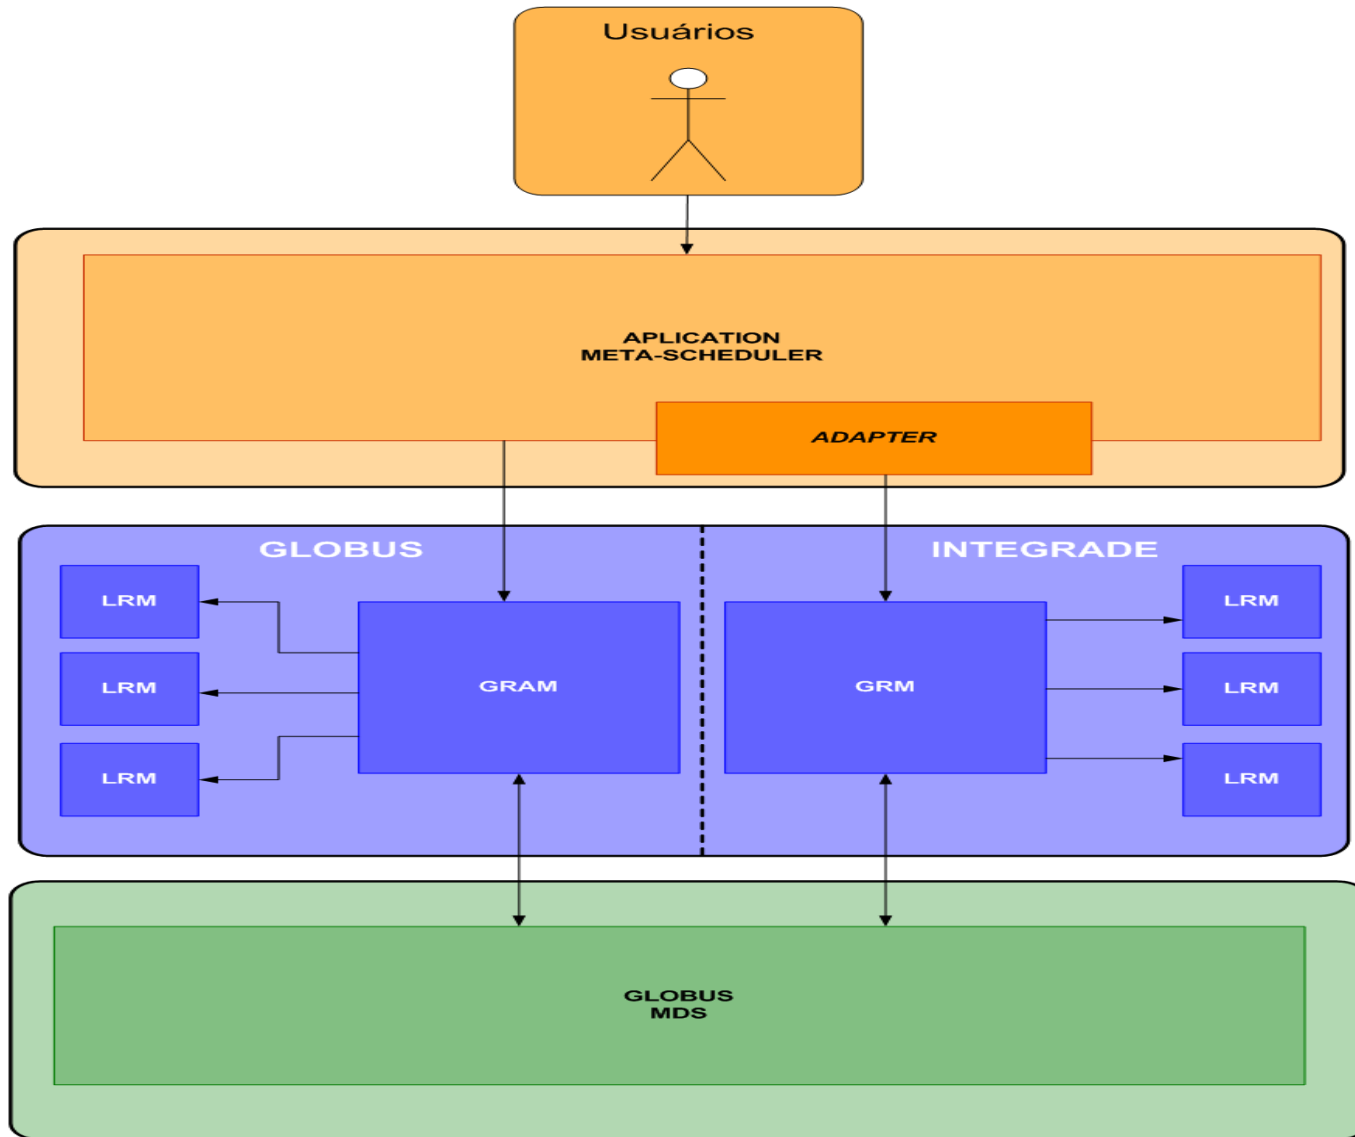 Usuários
APLICATION
META-SCHEDULER
ADAPTER
GLOBUS
INTEGRADE
LRM
LRM
LRM
GRAM
GRM
LRM
LRM
LRM
GLOBUS
MDS